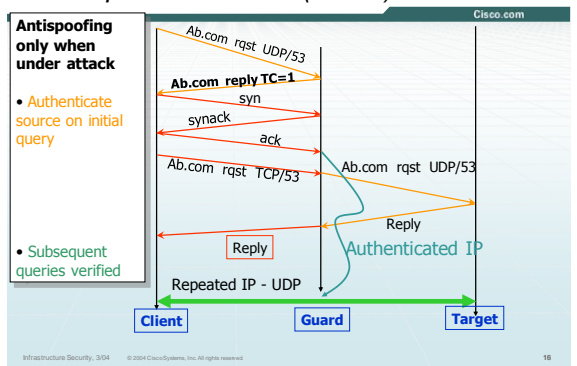 Cisco.com
Antispoofing
only when
under attack
• Authenticate
source on initial
query
• Subsequent
queries verified
Ab.com rqst UDP/53
Ab.com reply TC=1
syn
synack
ack
Ab.com rqst TCP/53
Ab.com rqst UDP/53
Reply
Reply
Authenticated IP
Repeated IP - UDP
Client
Guard
Target
Infrastructure Security, 3/04
© 2004 Cisco Systems, Inc. All rights reserved.
16